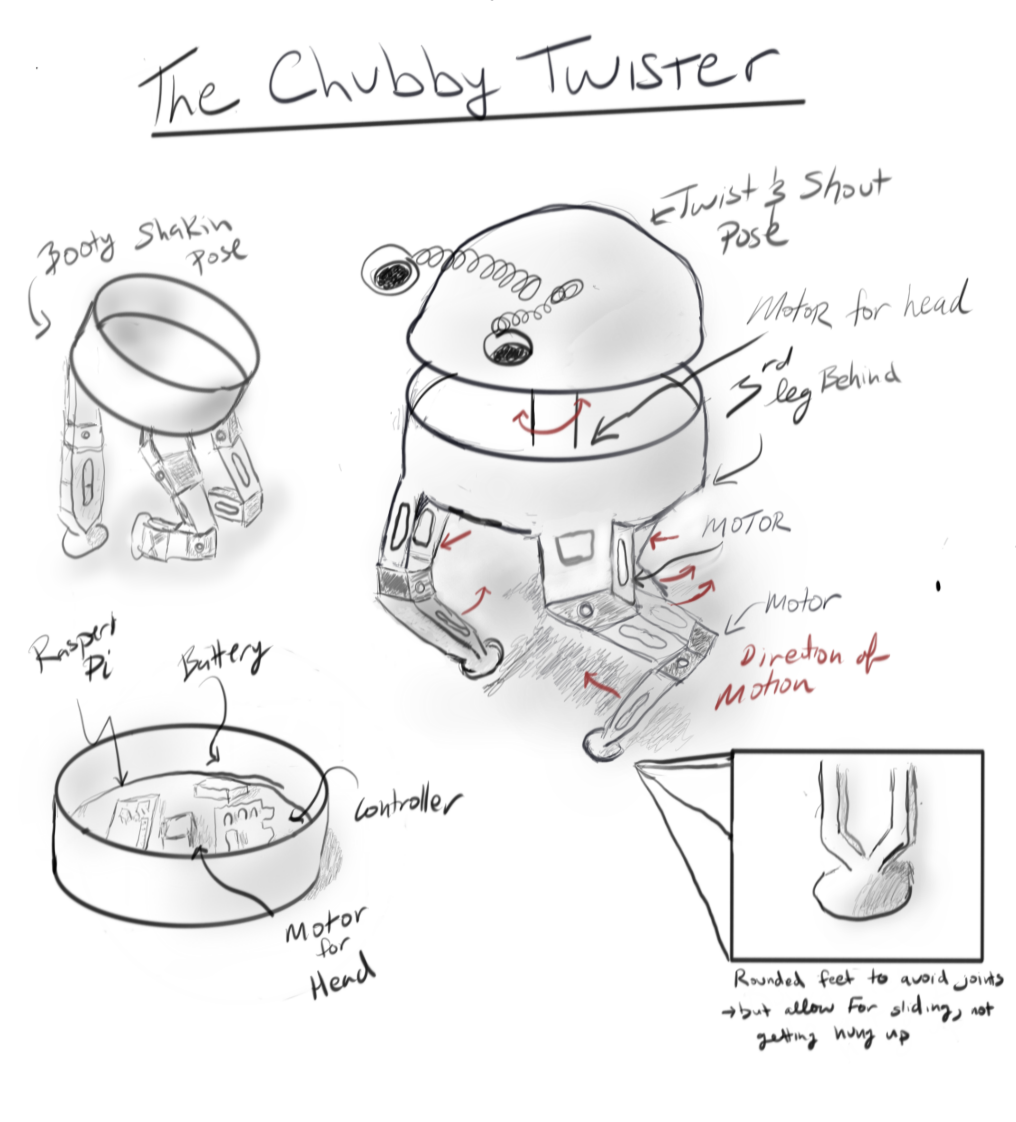 The Chubby Twister
Twist & Shout
Pose
Booty Shakin
Pose
Motor for head
3rd
leg Behind
MOTOR
Motor
Direction of
Motion
Rasperi
Pi
Battery
Controller
Motor
for
Head
Rounded feet to avoid joints
→but allow For sliding, not
getting hung up